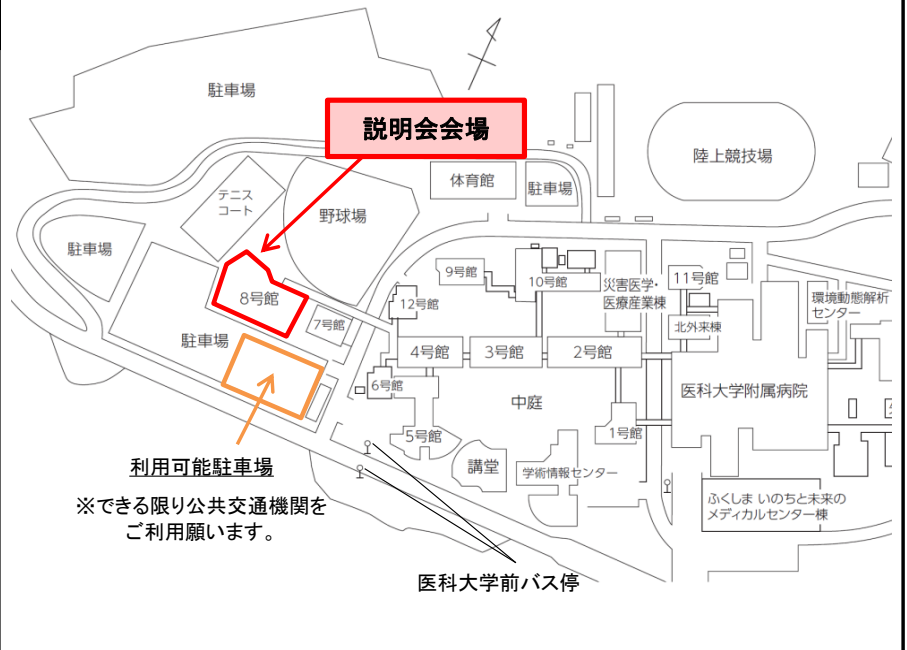 駐車場
説明会会場
陸上競技場
体育館
駐車場
テニス
コート
野球場
駐車場
9号館
10号館
災害医学・
医療産業棟
11号館
8号館
12号館
環境動態解析
センター
7号館
北外来棟
駐車場
4号館
3号館
2号館
6号館
医科大学附属病院
中庭
5号館
1号館
講堂
学術情報センター
利用可能駐車場
※できる限り公共交通機関を
ご利用願います。
ふくしま いのちと未来の
メディカルセンター棟
医科大学前バス停